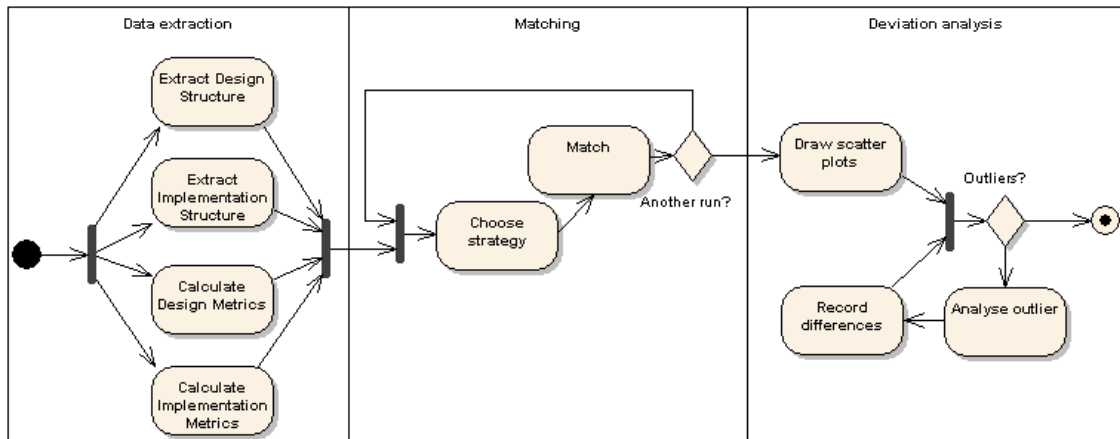 Data extraction
Matching
Deviation analysis
Extract Design
Structure
Extract
Implementation
Structure
Calculate
Design Metrics
Calculate
Implementation
Metrics
Choose
strategy
Match
Another run?
Draw scatter
plots
Outliers?
Record
differences
Analyse outlier